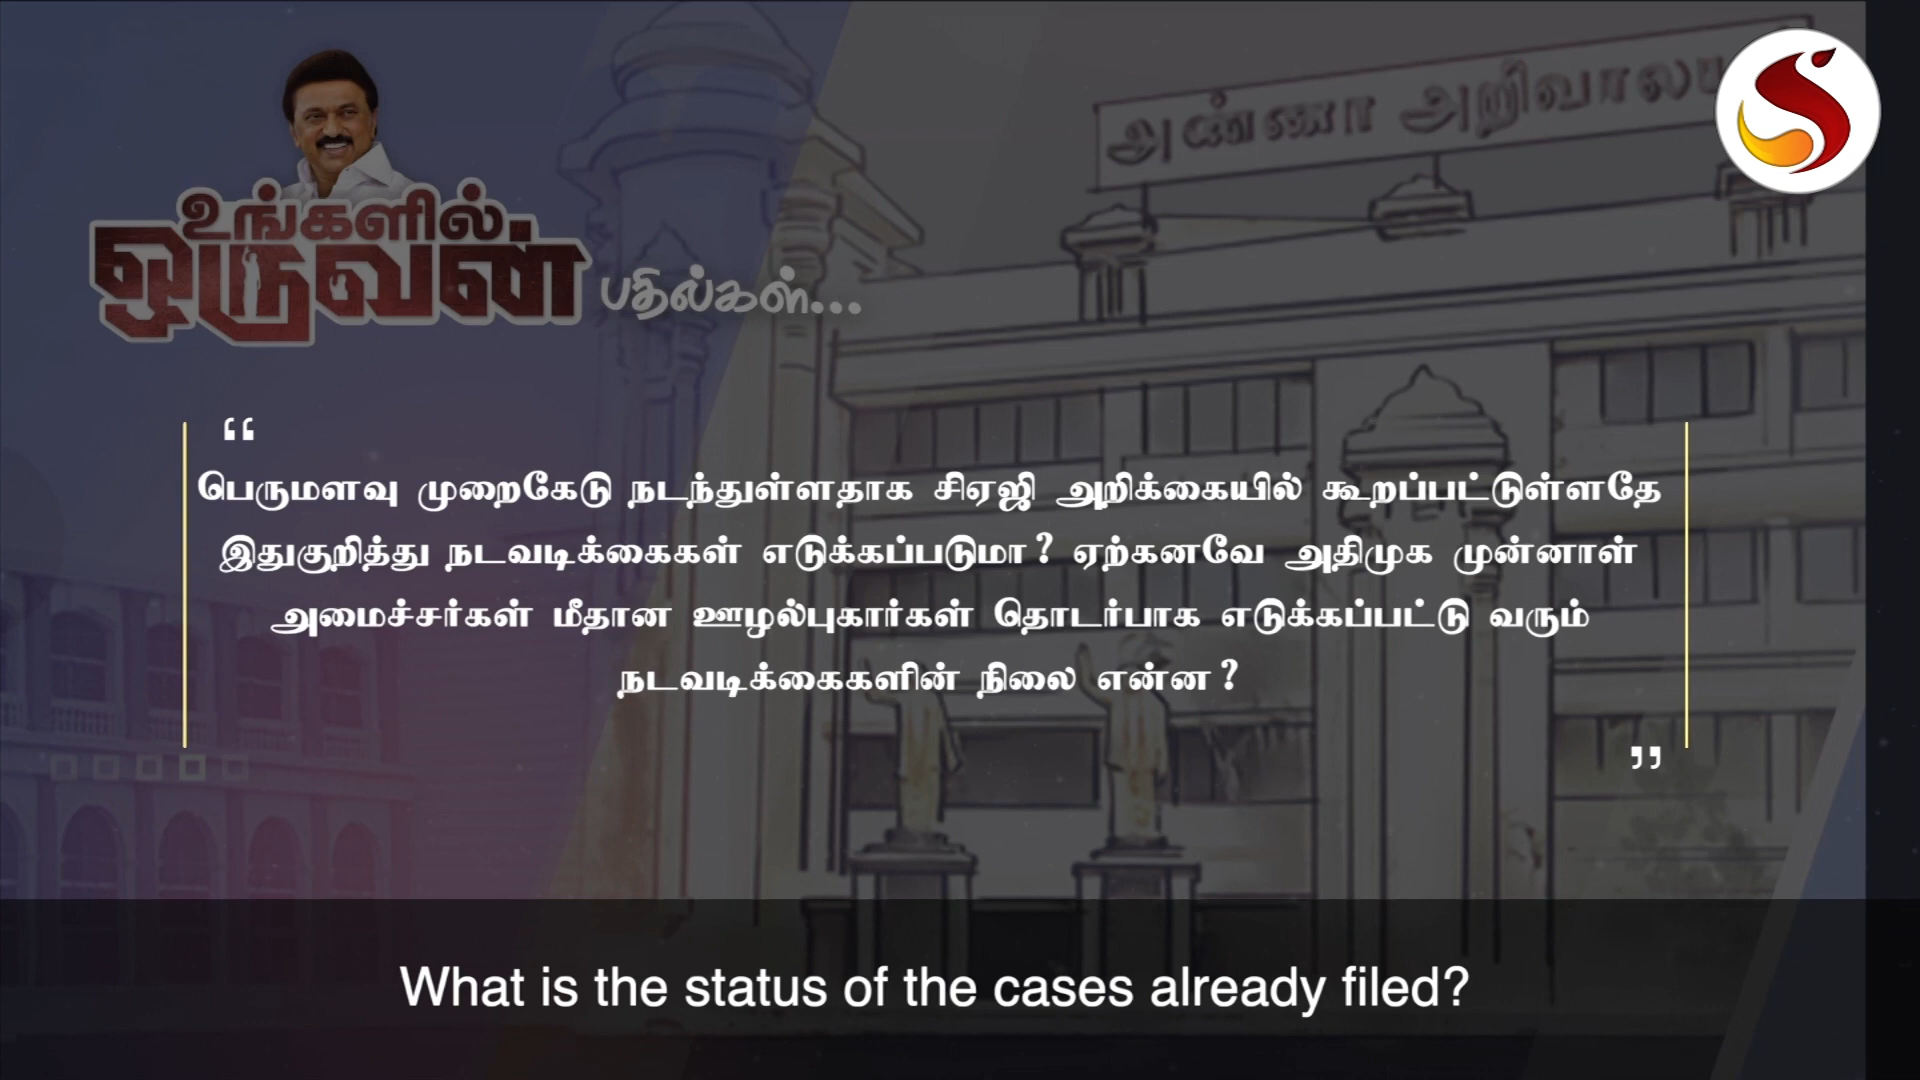 அண்ணா அறிவாலய
உங்களில்
ஒருவன்
பதில்கள்...
“
பெருமளவு முறைகேடு நடந்துள்ளதாக சிஏஜி அறிக்கையில் கூறப்பட்டுள்ளதே
இதுகுறித்து நடவடிக்கைகள் எடுக்கப்படுமா? ஏற்கனவே அதிமுக முன்னாள்
அமைச்சர்கள் மீதான ஊழல்புகார்கள் தொடர்பாக எடுக்கப்பட்டு வரும்
நடவடிக்கைகளின் நிலை என்ன?
”
What is the status of the cases already filed?